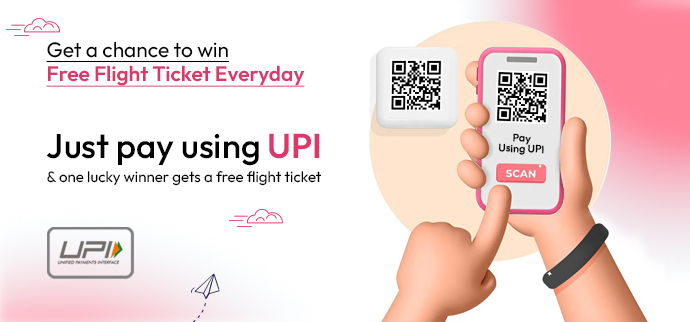 Get a chance to win
Free Flight Ticket Everyday
Just pay using UPI
& one lucky winner gets a free flight ticket
UPI
UNIFIED PAYMENTS INTERFACE
Pay
Using UPI
SCAN